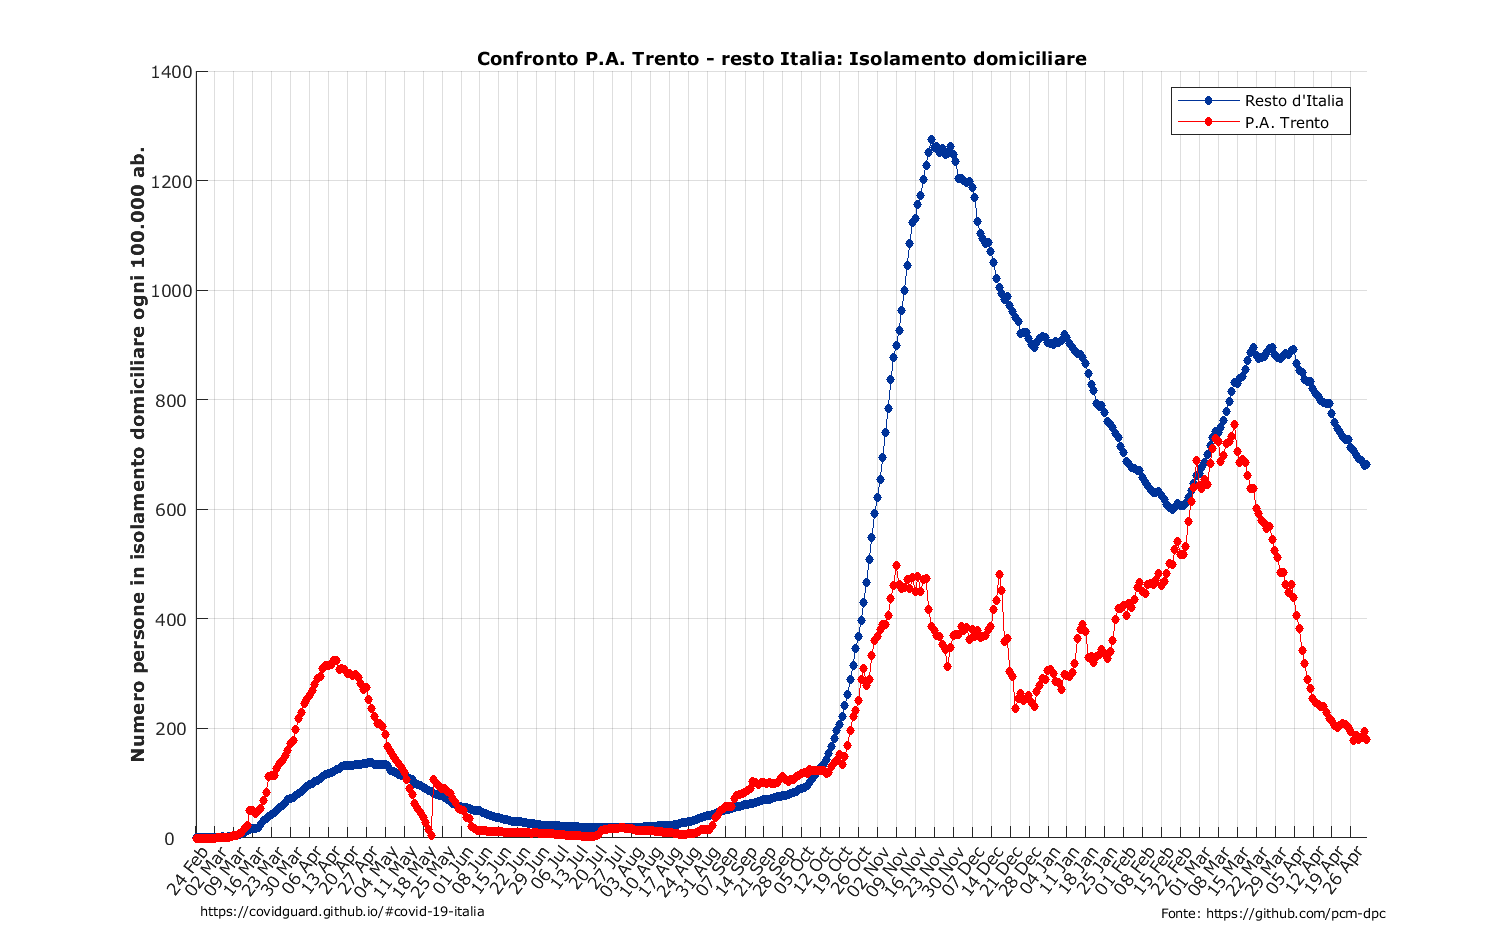 Confronto P.A. Trento - resto Italia: Isolamento domiciliare
Numero persone in isolamento domiciliare ogni 100.000 ab.
1400
1200
1000
800
600
400
200
0
Resto d'Italia
P.A. Trento
24 Feb
02 Mar
09 Mar
16 Mar
23 Mar
30 Mar
06 Apr
13 Apr
20 Apr
27 Apr
04 May
11 May
18 May
25 May
01 Jun
08 Jun
15 Jun
22 Jun
29 Jun
06 Jul
13 Jul
20 Jul
27 Jul
03 Aug
10 Aug
17 Aug
24 Aug
31 Aug
07 Sep
14 Sep
21 Sep
28 Sep
05 Oct
12 Oct
19 Oct
26 Oct
02 Nov
09 Nov
16 Nov
23 Nov
30 Nov
07 Dec
14 Dec
21 Dec
28 Dec
04 Jan
11 Jan
18 Jan
25 Jan
01 Feb
08 Feb
15 Feb
22 Feb
01 Mar
08 Mar
15 Mar
22 Mar
29 Mar
05 Apr
12 Apr
19 Apr
26 Apr
https://covidguard.github.io/#covid-19-italia
Fonte: https://github.com/pcm-dpc